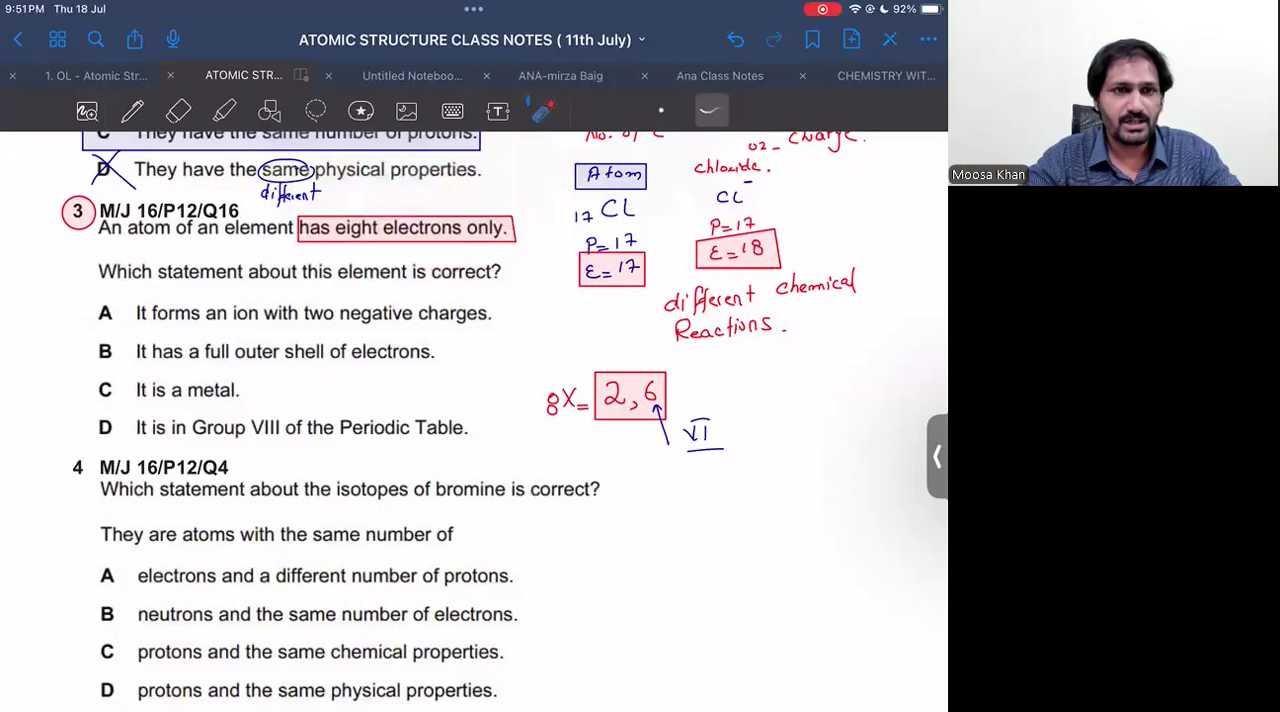 9:51PM Thu 18 Jul
92%
ATOMIC STRUCTURE CLASS NOTES ( 11th July)
1. OL - Atomic Str...
ATOMIC STR...
Untitled Noteboo...
ANA-mirza Baig
Ana Class Notes
CHEMISTRY WIT...
C They have the same number of protons.
D They have the same physical properties.
different
3 M/J 16/P12/Q16
An atom of an element has eight electrons only.
Which statement about this element is correct?
A It forms an ion with two negative charges.
B It has a full outer shell of electrons.
C It is a metal.
D It is in Group VIII of the Periodic Table.
4 M/J 16/P12/Q4
Which statement about the isotopes of bromine is correct?
They are atoms with the same number of
A electrons and a different number of protons.
B neutrons and the same number of electrons.
C protons and the same chemical properties.
D protons and the same physical properties.
No. of e
charge.
Atom
17 CL
P=17
E=17
chloride.
CL-
P=17
E=18
different chemical
Reactions.
8X= 2,6
VI
Moosa Khan